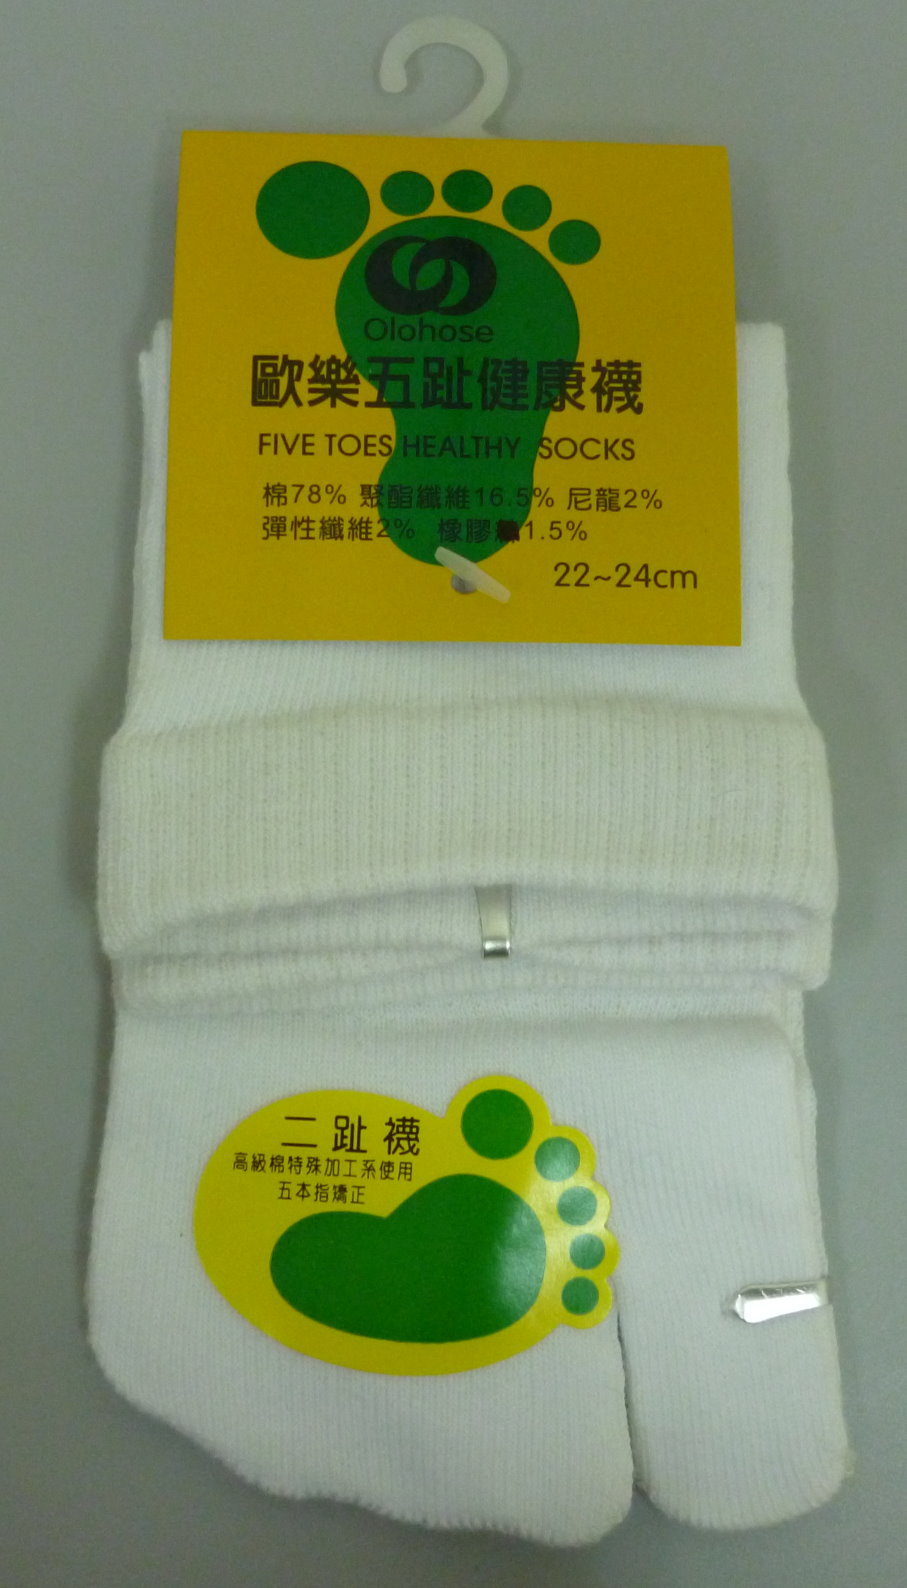 Olohose
歐樂五趾健康襪
FIVE TOES HEALTHY SOCKS
棉78% 聚酯纖維16.5% 尼龍2%
彈性纖維2% 橡膠 1.5%
22~24cm
二趾襪
高級棉特殊加工系使用
五本指矯正